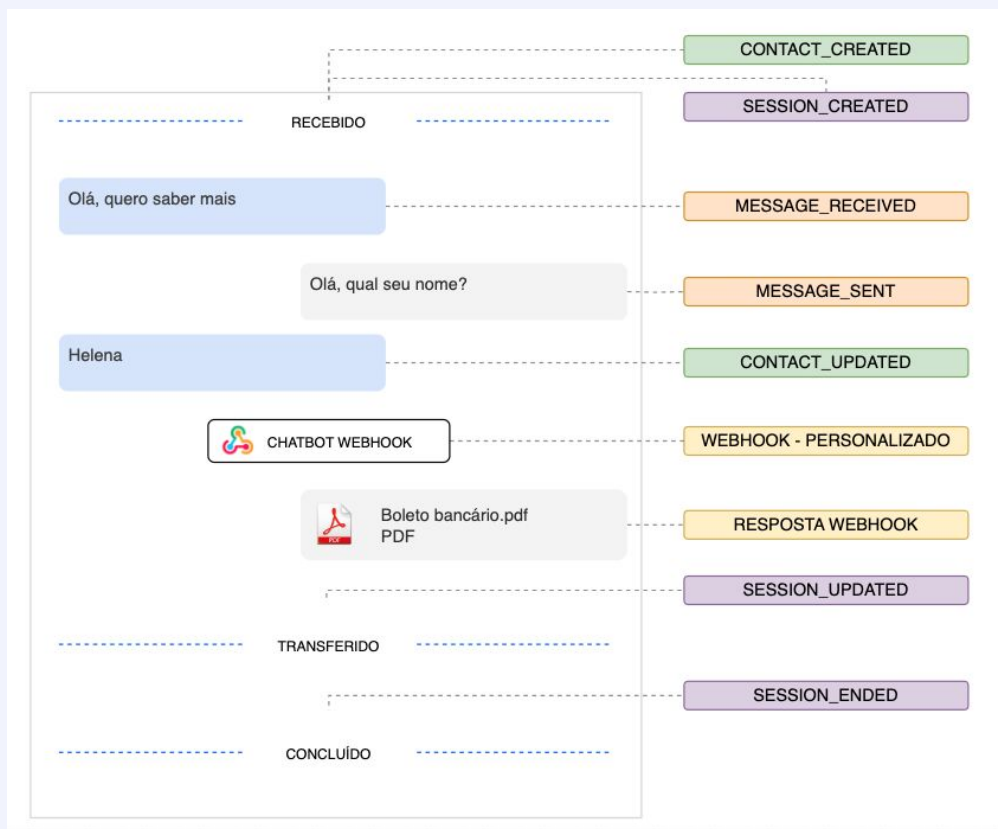 CONTACT_CREATED
SESSION_CREATED
RECEBIDO
Olá, quero saber mais
MESSAGE_RECEIVED
Olá, qual seu nome?
MESSAGE_SENT
Helena
CONTACT_UPDATED
CHATBOT WEBHOOK
WEBHOOK - PERSONALIZADO
Boleto bancário.pdf
PDF
PDF
RESPOSTA WEBHOOK
SESSION_UPDATED
TRANSFERIDO
SESSION_ENDED
CONCLUÍDO